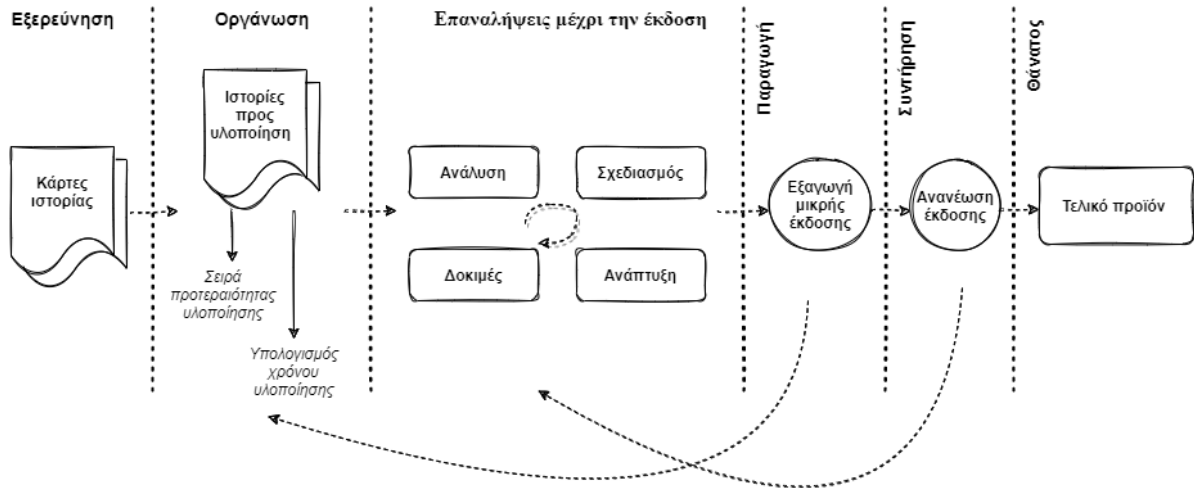 Εξερεύνηση
Οργάνωση
Επαναλήψεις μέχρι την έκδοση
Παραγωγή
Συντήρηση
Θάνατος
Κάρτες
ιστορίας
Ιστορίες
προς
υλοποίηση
Σειρά
προτεραιότητας
υλοποίησης
Υπολογισμός
χρόνου
υλοποίησης
Ανάλυση
Σχεδιασμός
Δοκιμές
Ανάπτυξη
Εξαγωγή
μικρής
έκδοσης
Ανανέωση
έκδοσης
Τελικό προϊόν